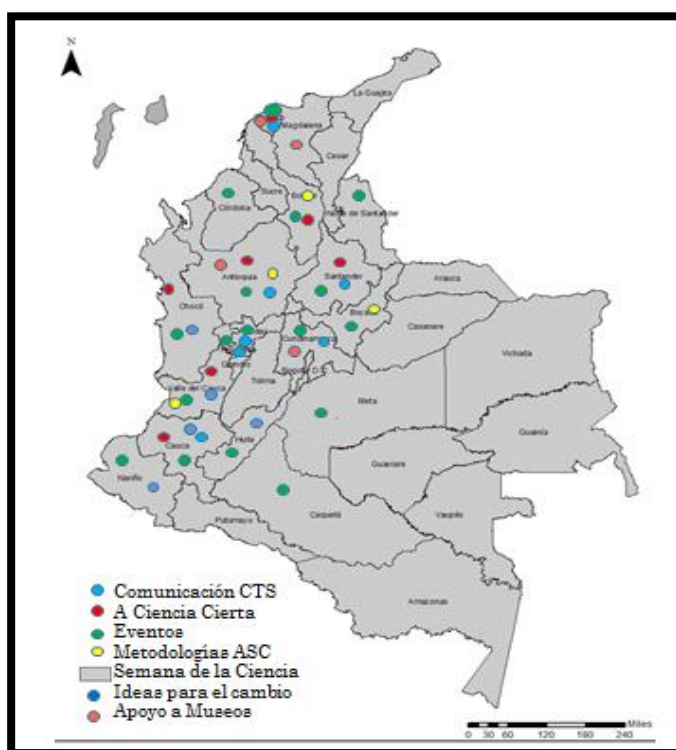 N
La Guajira
Magdalena
Cesar
Sucre
Córdoba
Norte de Santander
Antioquia
Santander
Arauca
Chocó
Boyacá
Casanare
Cundinamarca
Vichada
Quindío
Bogotá D.C.
Tolima
Valle del Cauca
Meta
Guainía
Cauca
Huila
Guaviare
Nariño
Caquetá
Vaupés
Putumayo
Amazonas
Comunicación CTS
A Ciencia Cierta
Eventos
Metodologías ASC
Semana de la Ciencia
Ideas para el cambio
Apoyo a Museos
Miles
0 30 60 120 180 240